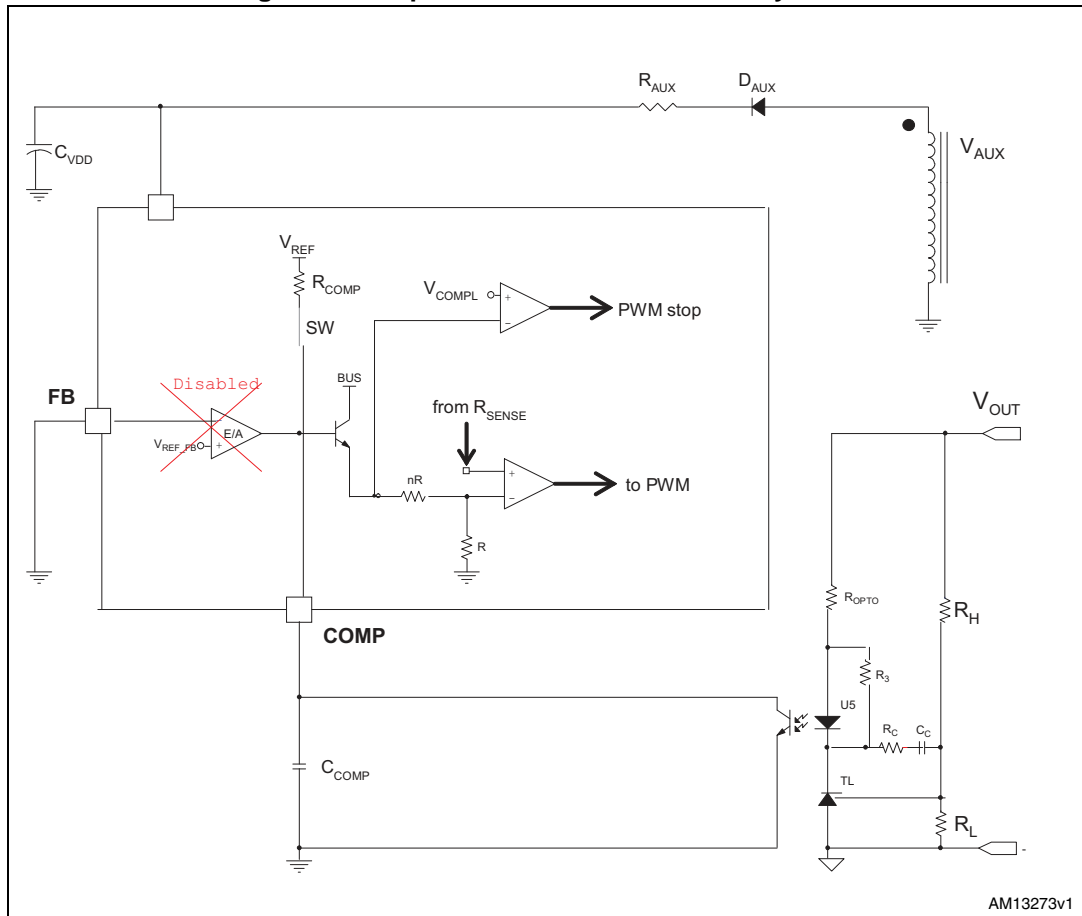 R_AUX
D_AUX
C_VDD
V_AUX
V_REF
R_COMP
V_COMPL
+
−
PWM stop
SW
Disabled
BUS
FB
from R_SENSE
V_OUT
E/A
V_REF_FB
+
+
−
to PWM
nR
R
R_OPTO
R_H
COMP
R_3
U5
R_C
C_C
C_COMP
TL
R_L
-
AM13273v1